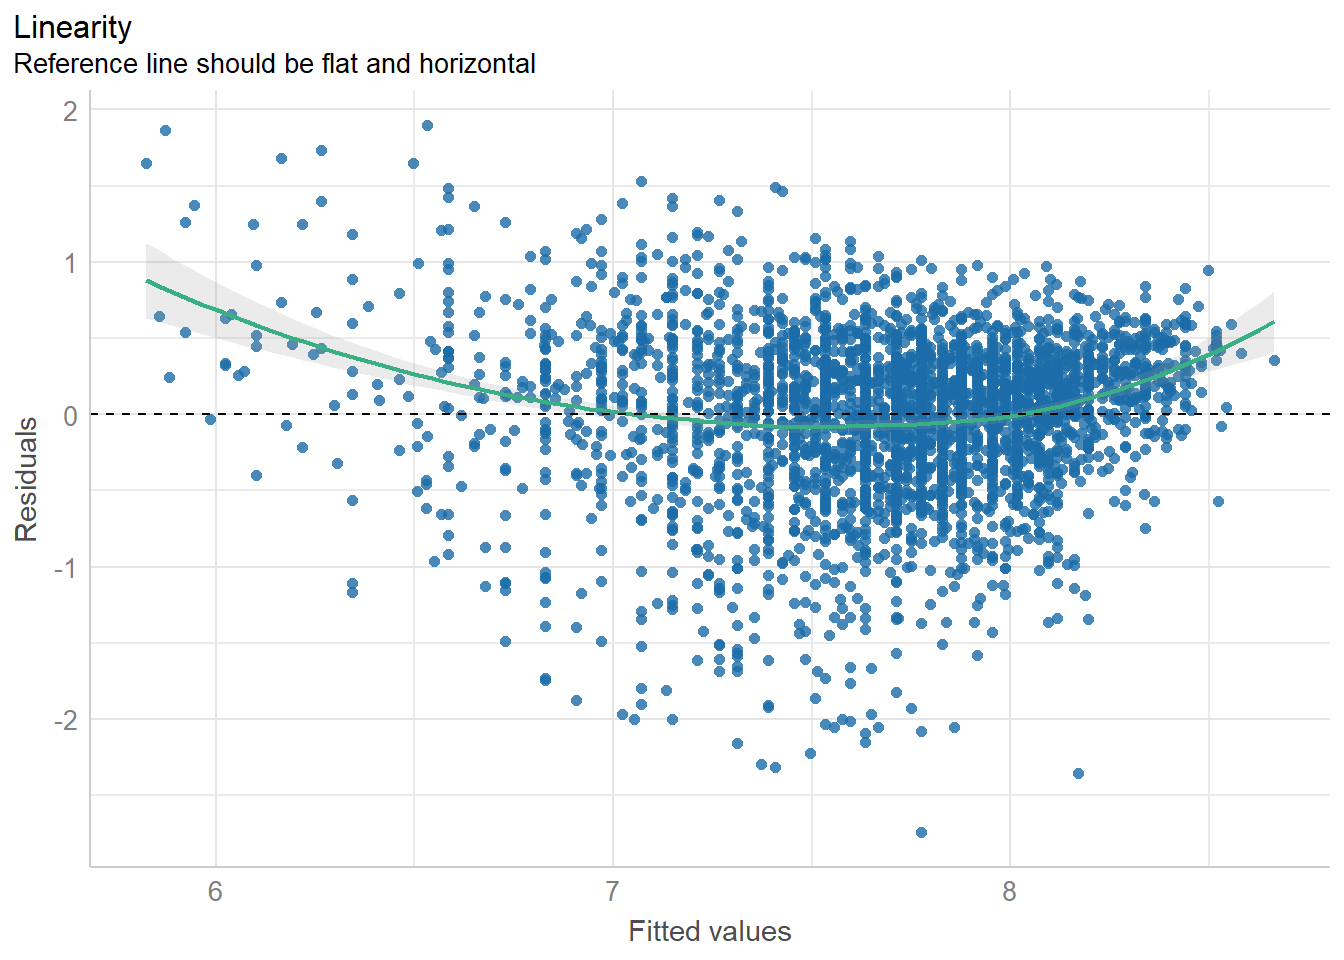 Linearity
Reference line should be flat and horizontal
2
1
0
-1
-2
Residuals
6
7
8
Fitted values